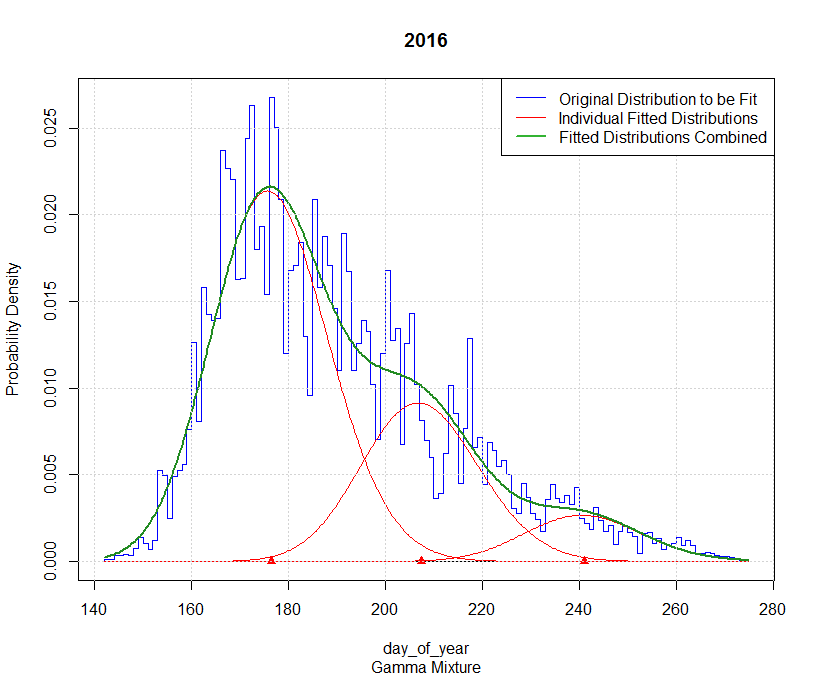 2016
Original Distribution to be Fit
Individual Fitted Distributions
Fitted Distributions Combined
Probability Density
0.025
0.020
0.015
0.010
0.005
0.000
140 160 180 200 220 240 260 280
day_of_year
Gamma Mixture